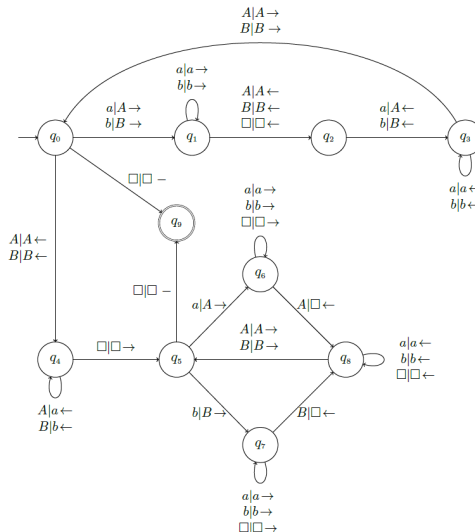 A|A→
B|B→
a|a→
b|b→
A|A←
B|B←
□|□←
a|A→
b|B→
a|A←
b|B←
q₀
q₁
q₂
q₃
a|a←
b|b←
□|□ −
q₉
a|a→
b|b→
□|□→
A|A←
B|B←
q₆
□|□ −
a|A→
A|□←
A|A→
B|B→
a|a←
b|b←
□|□←
□|□→
q₄
q₅
q₈
A|a←
B|b←
b|B→
B|□←
q₇
a|a→
b|b→
□|□→